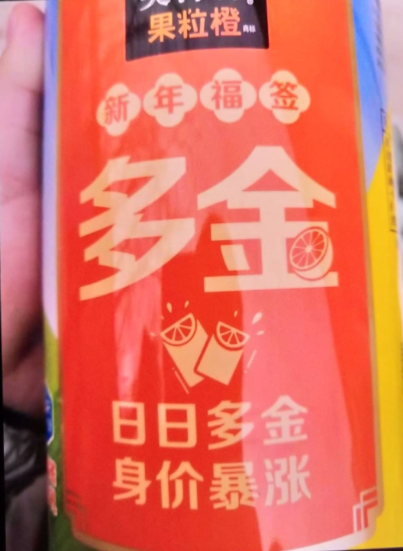 果粒橙
新年福签
多金
日日多金
身价暴涨